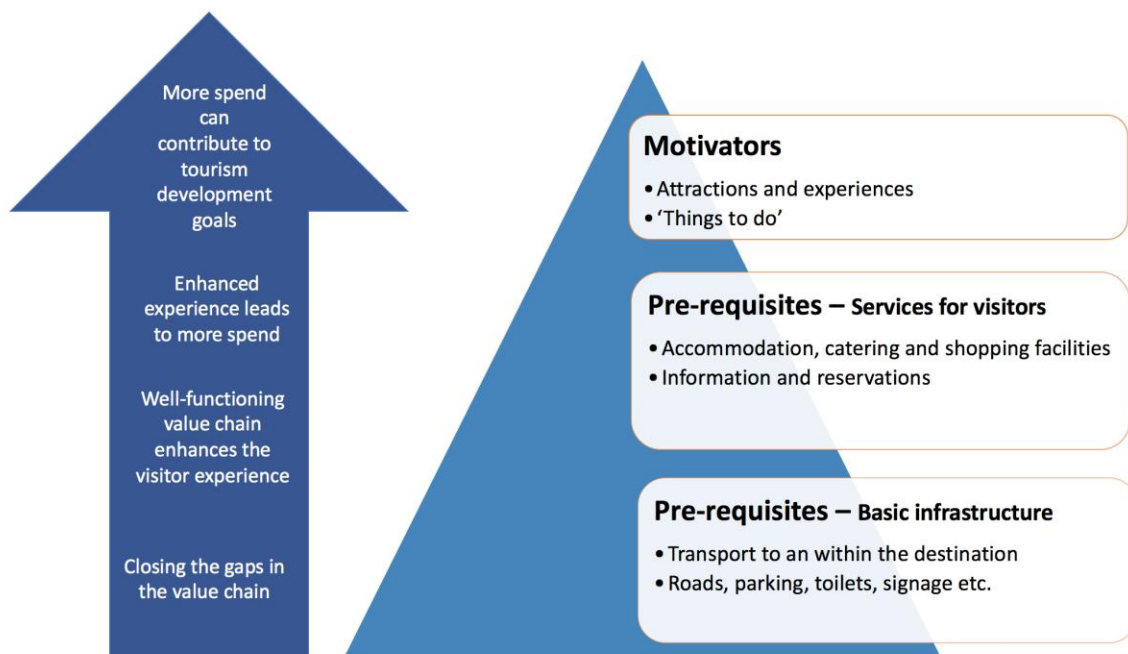 More spend
can
contribute to
tourism
development
goals
Enhanced
experience leads
to more spend
Well-functioning
value chain
enhances the
visitor experience
Closing the gaps in
the value chain
Motivators
•Attractions and experiences
•‘Things to do’
Pre-requisites – Services for visitors
•Accommodation, catering and shopping facilities
•Information and reservations
Pre-requisites – Basic infrastructure
•Transport to an within the destination
•Roads, parking, toilets, signage etc.